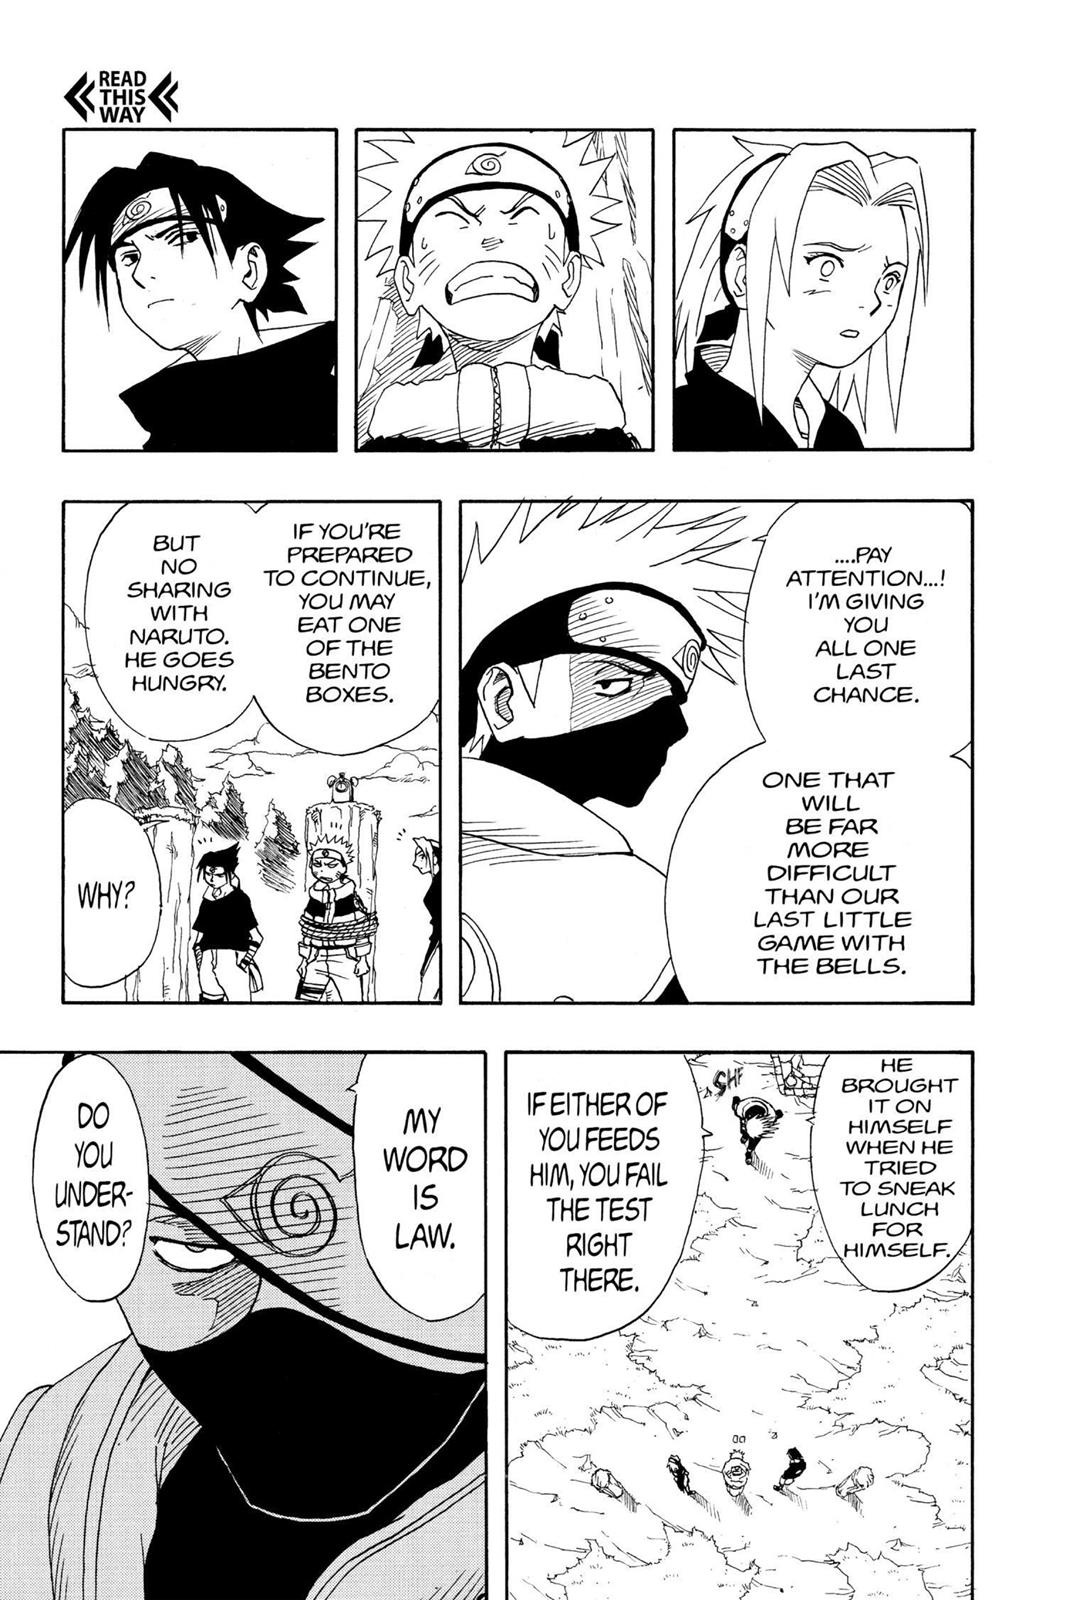 READ
THIS
WAY
....PAY
ATTENTION...!
I'M GIVING
YOU
ALL ONE
LAST
CHANCE.
ONE THAT
WILL
BE FAR
MORE
DIFFICULT
THAN OUR
LAST LITTLE
GAME WITH
THE BELLS.
IF YOU'RE
PREPARED
TO CONTINUE,
YOU MAY
EAT ONE
OF THE
BENTO
BOXES.
BUT
NO
SHARING
WITH
NARUTO.
HE GOES
HUNGRY.
WHY?
HE
BROUGHT
IT ON
HIMSELF
WHEN HE
TRIED
TO SNEAK
LUNCH
FOR
HIMSELF.
SHF
IF EITHER OF
YOU FEEDS
HIM, YOU FAIL
THE TEST
RIGHT
THERE.
MY
WORD
IS
LAW.
DO
YOU
UNDER-
STAND?